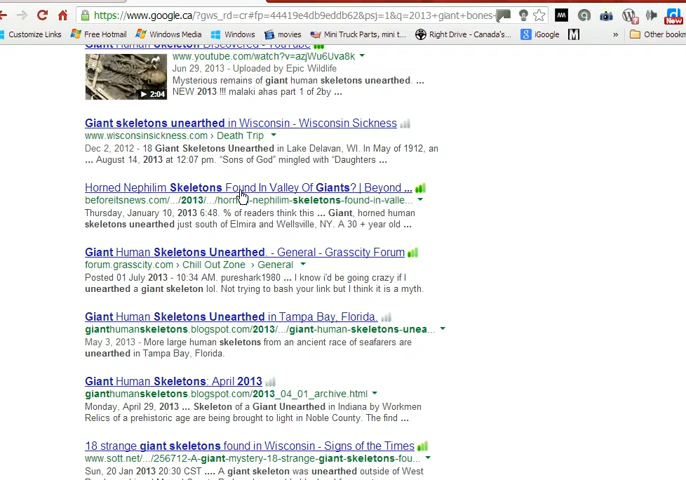 https://www.google.ca/?gws_rd=cr#fp=44419e4db9eddb62&psj=1&q=2013+giant+bones-
Customize Links Free Hotmail Windows Media Windows movies Mini Truck Parts, mini t... Right Drive - Canada's... iGoogle » Other bookm
Giant Human Skeleton Discovered - YouTube
www.youtube.com/watch?v=azjWu6Uva8k
Jun 29, 2013 - Uploaded by Epic Wildlife
Mysterious remains of giant human skeletons unearthed. ...
NEW 2013 !!! malaki ahas part 1 of 2by ...
2:04
Giant skeletons unearthed in Wisconsin - Wisconsin Sickness
www.wisconsinsickness.com › Death Trip
Dec 2, 2012 - 18 Giant Skeletons Unearthed in Lake Delavan, WI. In May of 1912, an
... August 14, 2013 at 12:07 pm. “Sons of God” mingled with “Daughters ...
Horned Nephilim Skeletons Found In Valley Of Giants? | Beyond ...
beforeitsnews.com/.../2013/.../horned-nephilim-skeletons-found-in-valle...
Thursday, January 10, 2013 6:48. % of readers think this ... Giant, horned human
skeletons unearthed just south of Elmira and Wellsville, NY. A 30 + year old ...
Giant Human Skeletons Unearthed. - General - Grasscity Forum
forum.grasscity.com › Chill Out Zone › General
Posted 01 July 2013 - 10:34 AM. pureshark1980 ... I know i'd be going crazy if I
unearthed a giant skeleton lol. Not trying to bash your link but I think it is a myth.
Giant Human Skeletons Unearthed in Tampa Bay, Florida.
gianthumanskeletons.blogspot.com/2013/.../giant-human-skeletons-unea...
May 3, 2013 - More large human skeletons from an ancient race of seafarers are
unearthed in Tampa Bay, Florida.
Giant Human Skeletons: April 2013
gianthumanskeletons.blogspot.com/2013_04_01_archive.html
Monday, April 29, 2013 ... Skeleton of a Giant Unearthed in Indiana by Workmen
Relics of a prehistoric age are being brought to light in Noble County. The find ...
18 strange giant skeletons found in Wisconsin - Signs of the Times
www.sott.net/.../256712-A-giant-mystery-18-strange-giant-skeletons-fou...
Sun, 20 Jan 2013 20:30 CST .... A giant skeleton was unearthed outside of West